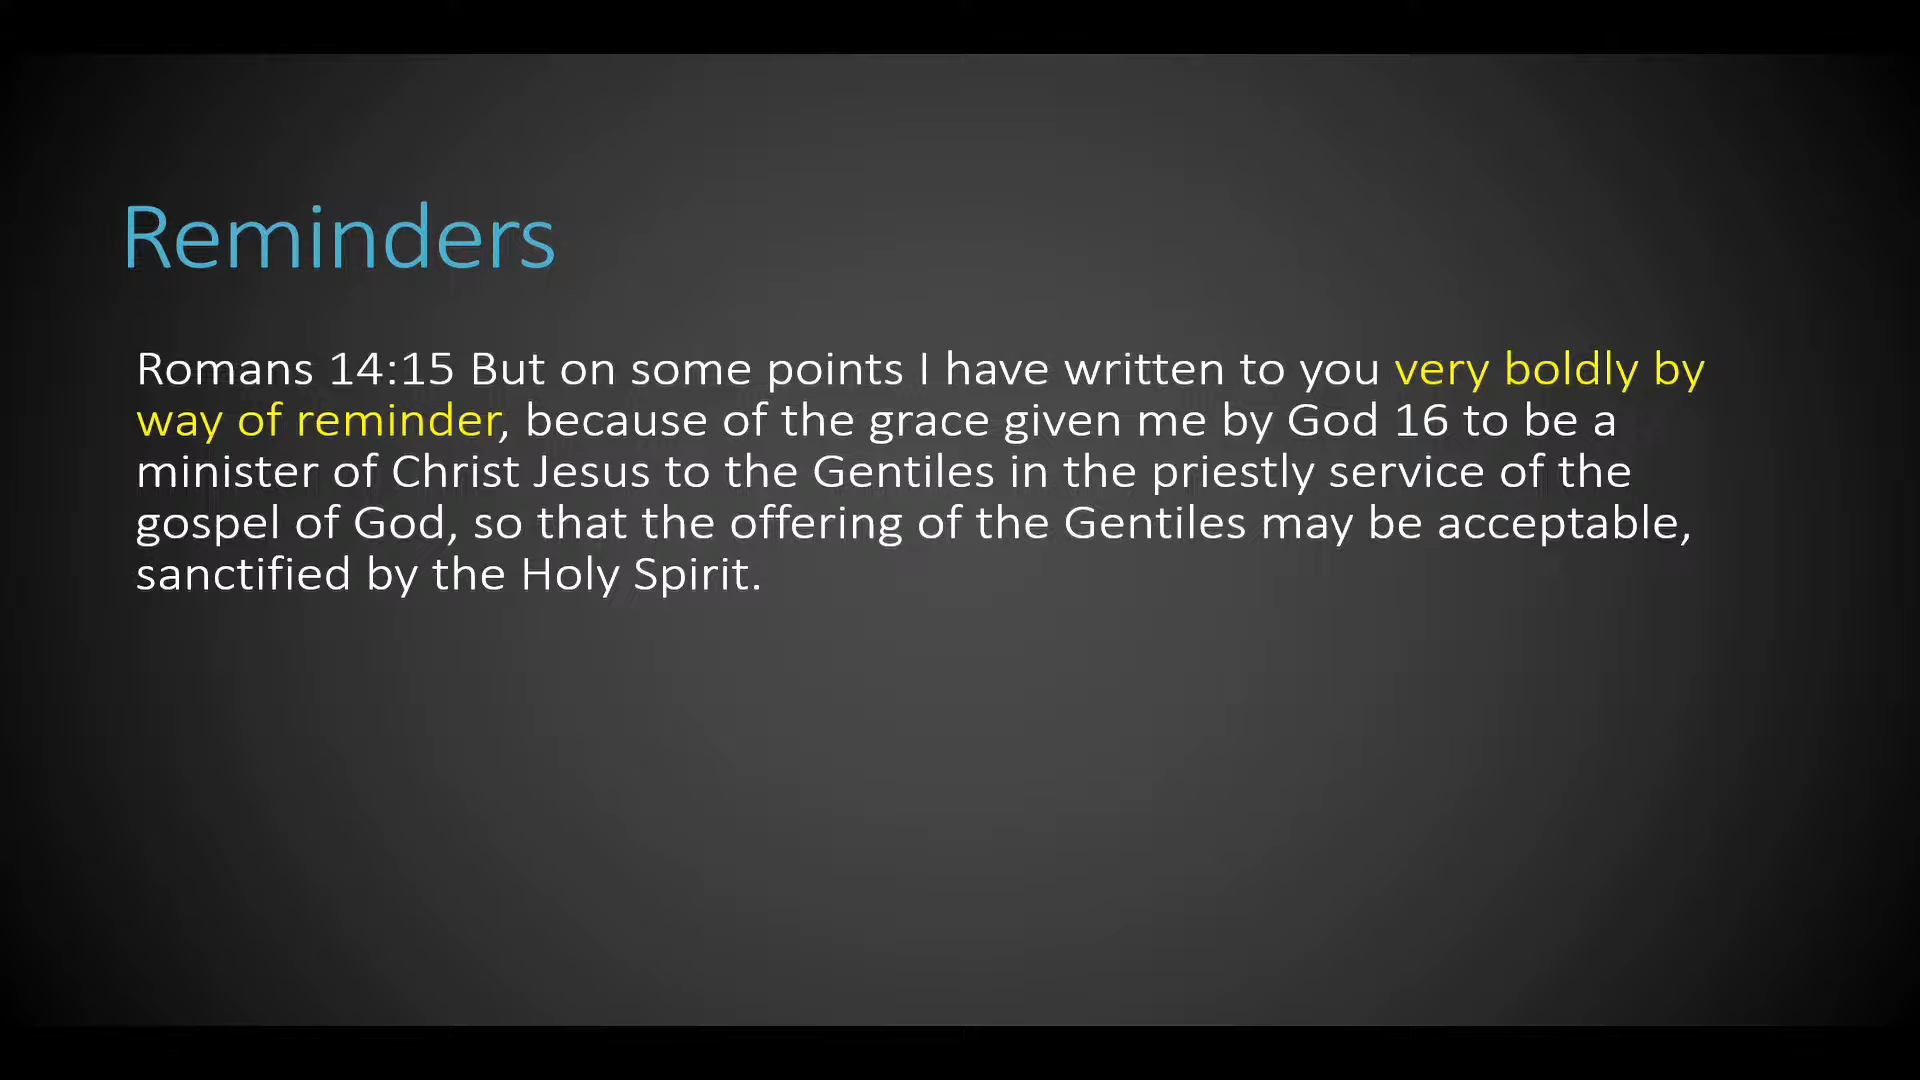 Reminders
Romans 14:15 But on some points I have written to you very boldly by
way of reminder, because of the grace given me by God 16 to be a
minister of Christ Jesus to the Gentiles in the priestly service of the
gospel of God, so that the offering of the Gentiles may be acceptable,
sanctified by the Holy Spirit.